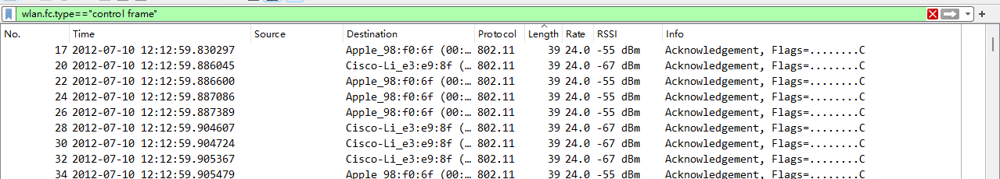 wlan.fc.type=="control frame"
No. Time Source Destination Protocol Length Rate RSSI Info
17 2012-07-10 12:12:59.830297 Apple_98:f0:6f (00:… 802.11 39 24.0 -55 dBm Acknowledgement, Flags=........C
20 2012-07-10 12:12:59.886045 Cisco-Li_e3:e9:8f (… 802.11 39 24.0 -67 dBm Acknowledgement, Flags=........C
22 2012-07-10 12:12:59.886600 Apple_98:f0:6f (00:… 802.11 39 24.0 -55 dBm Acknowledgement, Flags=........C
24 2012-07-10 12:12:59.887086 Apple_98:f0:6f (00:… 802.11 39 24.0 -55 dBm Acknowledgement, Flags=........C
26 2012-07-10 12:12:59.887389 Apple_98:f0:6f (00:… 802.11 39 24.0 -55 dBm Acknowledgement, Flags=........C
28 2012-07-10 12:12:59.904607 Cisco-Li_e3:e9:8f (… 802.11 39 24.0 -67 dBm Acknowledgement, Flags=........C
30 2012-07-10 12:12:59.904724 Cisco-Li_e3:e9:8f (… 802.11 39 24.0 -67 dBm Acknowledgement, Flags=........C
32 2012-07-10 12:12:59.905367 Cisco-Li_e3:e9:8f (… 802.11 39 24.0 -67 dBm Acknowledgement, Flags=........C
34 2012-07-10 12:12:59.905479 Apple_98:f0:6f (00:… 802.11 39 24.0 -55 dBm Acknowledgement, Flags=........C